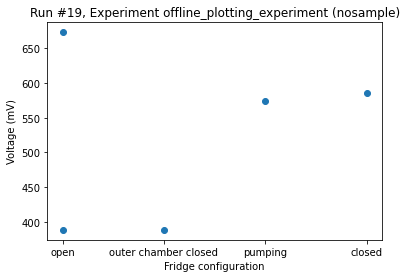 Run #19, Experiment offline_plotting_experiment (nosample)
650
600
550
500
450
400
Voltage (mV)
open
outer chamber closed
pumping
closed
Fridge configuration